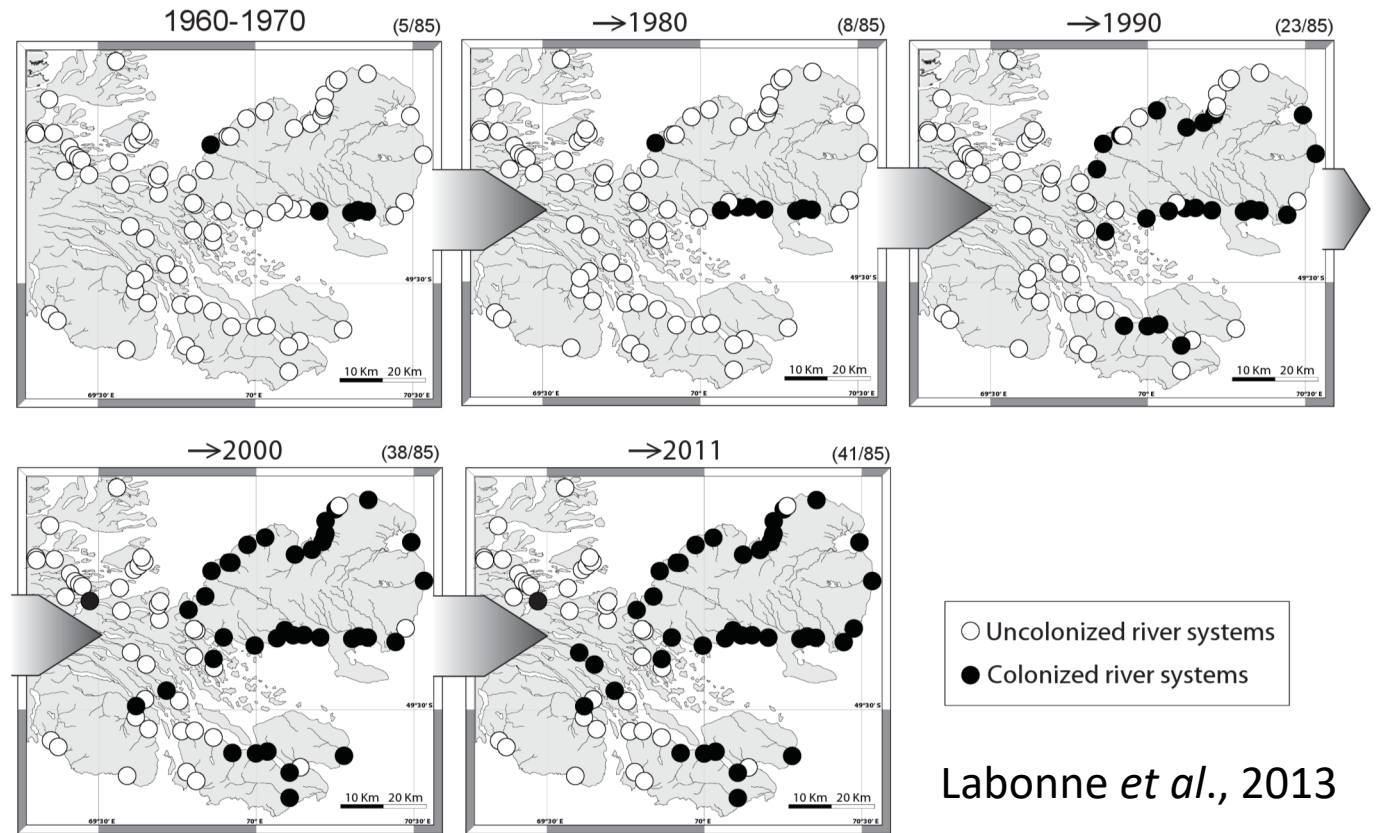 1960-1970 (5/85)
→1980 (8/85)
→1990 (23/85)
49°30' S
10 Km 20 Km
69°30' E 70° E 70°30' E
49°30' S
10 Km 20 Km
69°30' E 70° E 70°30' E
49°30' S
10 Km 20 Km
69°30' E 70° E 70°30' E
→2000 (38/85)
→2011 (41/85)
49°30' S
10 Km 20 Km
69°30' E 70° E 70°30' E
49°30' S
10 Km 20 Km
69°30' E 70° E 70°30' E
Uncolonized river systems
Colonized river systems
Labonne et al., 2013